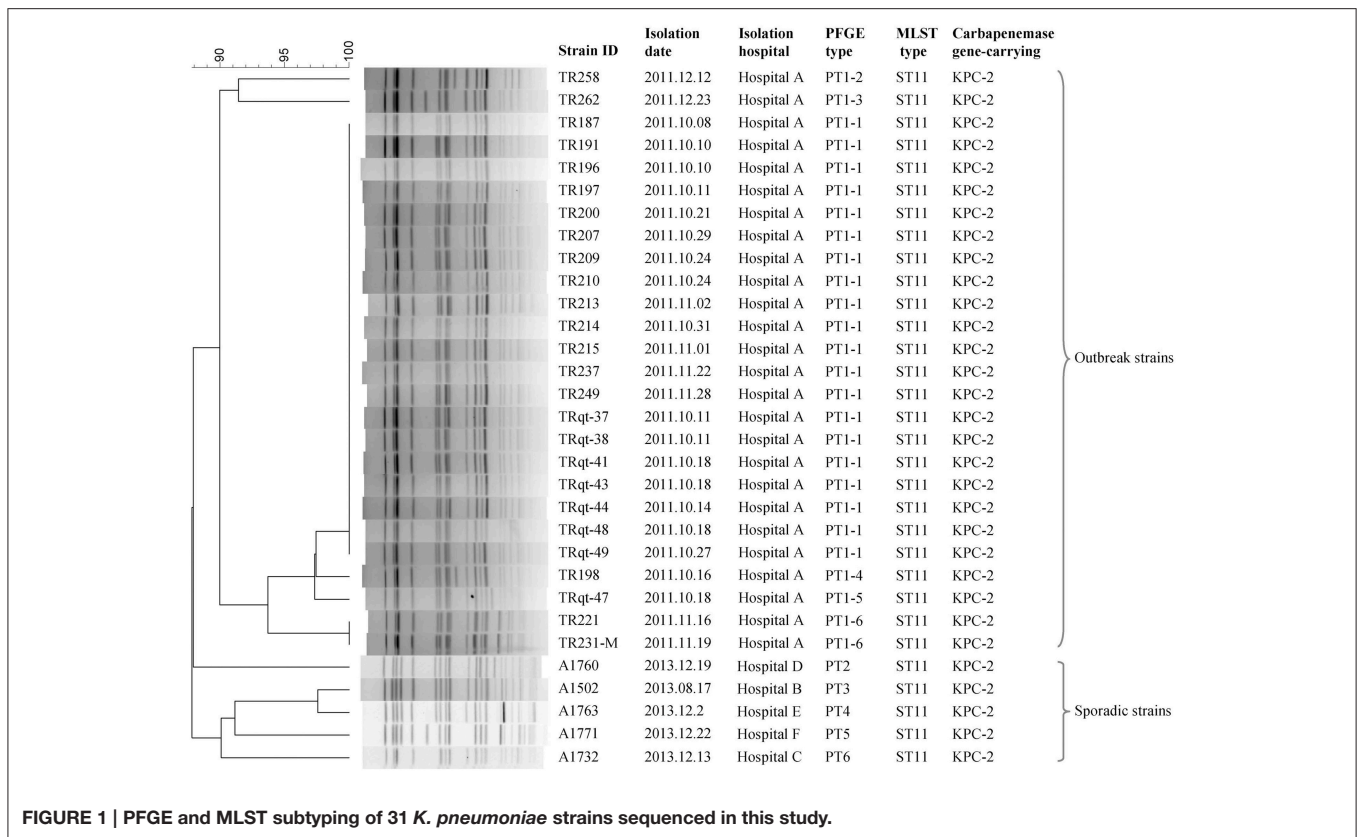 90 95 100
Strain ID Isolation date Isolation hospital PFGE type MLST type Carbapenemase gene-carrying
TR258 2011.12.12 Hospital A PT1-2 ST11 KPC-2
TR262 2011.12.23 Hospital A PT1-3 ST11 KPC-2
TR187 2011.10.08 Hospital A PT1-1 ST11 KPC-2
TR191 2011.10.10 Hospital A PT1-1 ST11 KPC-2
TR196 2011.10.10 Hospital A PT1-1 ST11 KPC-2
TR197 2011.10.11 Hospital A PT1-1 ST11 KPC-2
TR200 2011.10.21 Hospital A PT1-1 ST11 KPC-2
TR207 2011.10.29 Hospital A PT1-1 ST11 KPC-2
TR209 2011.10.24 Hospital A PT1-1 ST11 KPC-2
TR210 2011.10.24 Hospital A PT1-1 ST11 KPC-2
TR213 2011.11.02 Hospital A PT1-1 ST11 KPC-2
TR214 2011.10.31 Hospital A PT1-1 ST11 KPC-2
TR215 2011.11.01 Hospital A PT1-1 ST11 KPC-2
Outbreak strains
TR237 2011.11.22 Hospital A PT1-1 ST11 KPC-2
TR249 2011.11.28 Hospital A PT1-1 ST11 KPC-2
TRqt-37 2011.10.11 Hospital A PT1-1 ST11 KPC-2
TRqt-38 2011.10.11 Hospital A PT1-1 ST11 KPC-2
TRqt-41 2011.10.18 Hospital A PT1-1 ST11 KPC-2
TRqt-43 2011.10.18 Hospital A PT1-1 ST11 KPC-2
TRqt-44 2011.10.14 Hospital A PT1-1 ST11 KPC-2
TRqt-48 2011.10.18 Hospital A PT1-1 ST11 KPC-2
TRqt-49 2011.10.27 Hospital A PT1-1 ST11 KPC-2
TR198 2011.10.16 Hospital A PT1-4 ST11 KPC-2
TRqt-47 2011.10.18 Hospital A PT1-5 ST11 KPC-2
TR221 2011.11.16 Hospital A PT1-6 ST11 KPC-2
TR231-M 2011.11.19 Hospital A PT1-6 ST11 KPC-2
A1760 2013.12.19 Hospital D PT2 ST11 KPC-2
A1502 2013.08.17 Hospital B PT3 ST11 KPC-2
A1763 2013.12.2 Hospital E PT4 ST11 KPC-2
Sporadic strains
A1771 2013.12.22 Hospital F PT5 ST11 KPC-2
A1732 2013.12.13 Hospital C PT6 ST11 KPC-2
FIGURE 1 | PFGE and MLST subtyping of 31 K. pneumoniae strains sequenced in this study.